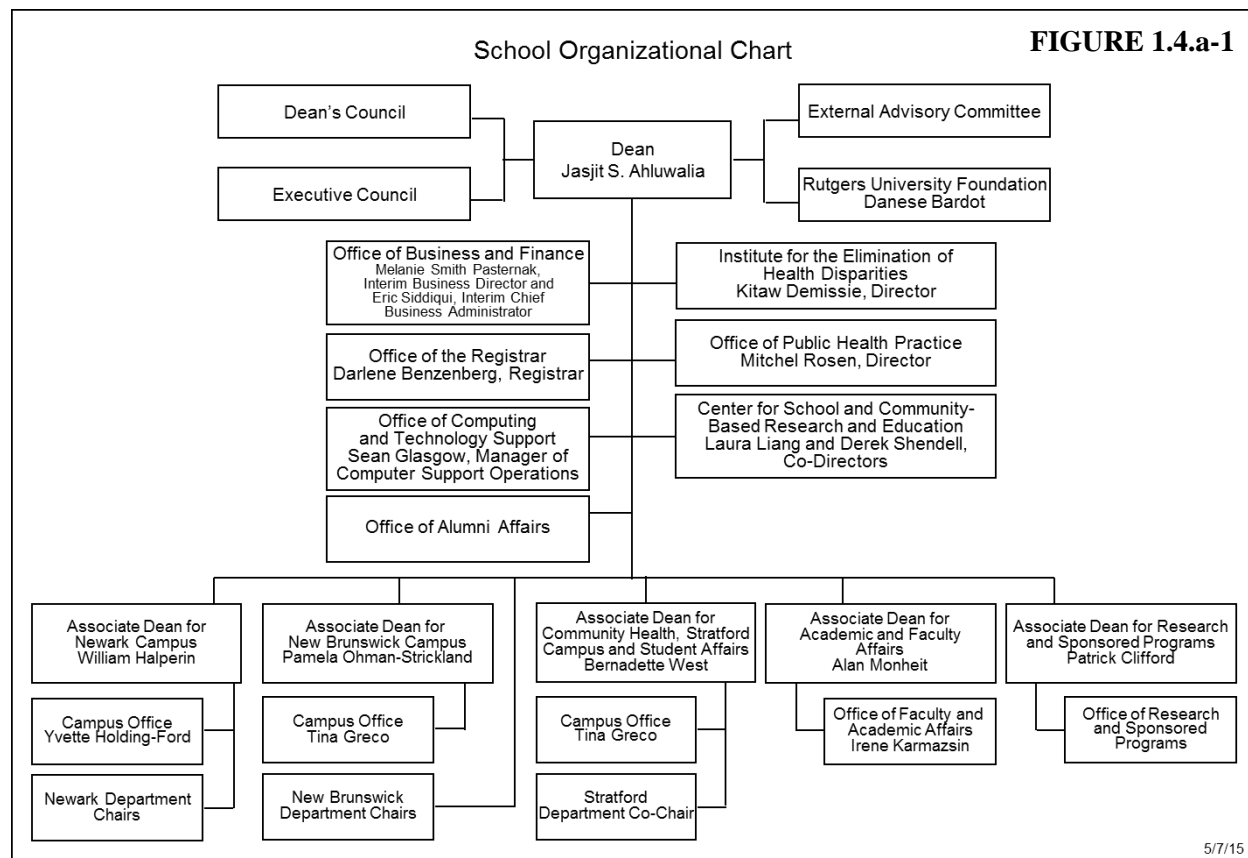 FIGURE 1.4.a-1
School Organizational Chart
Dean's Council
External Advisory Committee
Dean
Jasjit S. Ahluwalia
Executive Council
Rutgers University Foundation
Danese Bardot
Office of Business and Finance
Melanie Smith Pasternak,
Interim Business Director and
Eric Siddiqui, Interim Chief
Business Administrator
Institute for the Elimination of
Health Disparities
Kitaw Demissie, Director
Office of the Registrar
Darlene Benzenberg, Registrar
Office of Public Health Practice
Mitchel Rosen, Director
Office of Computing
and Technology Support
Sean Glasgow, Manager of
Computer Support Operations
Center for School and Community-
Based Research and Education
Laura Liang and Derek Shendell,
Co-Directors
Office of Alumni Affairs
Associate Dean for
Newark Campus
William Halperin
Associate Dean for
New Brunswick Campus
Pamela Ohman-Strickland
Associate Dean for
Community Health, Stratford
Campus and Student Affairs
Bernadette West
Associate Dean for
Academic and Faculty
Affairs
Alan Monheit
Associate Dean for Research
and Sponsored Programs
Patrick Clifford
Campus Office
Yvette Holding-Ford
Campus Office
Tina Greco
Campus Office
Tina Greco
Office of Faculty and
Academic Affairs
Irene Karmazsin
Office of Research
and Sponsored
Programs
Newark Department
Chairs
New Brunswick
Department Chairs
Stratford
Department Co-Chair
5/7/15